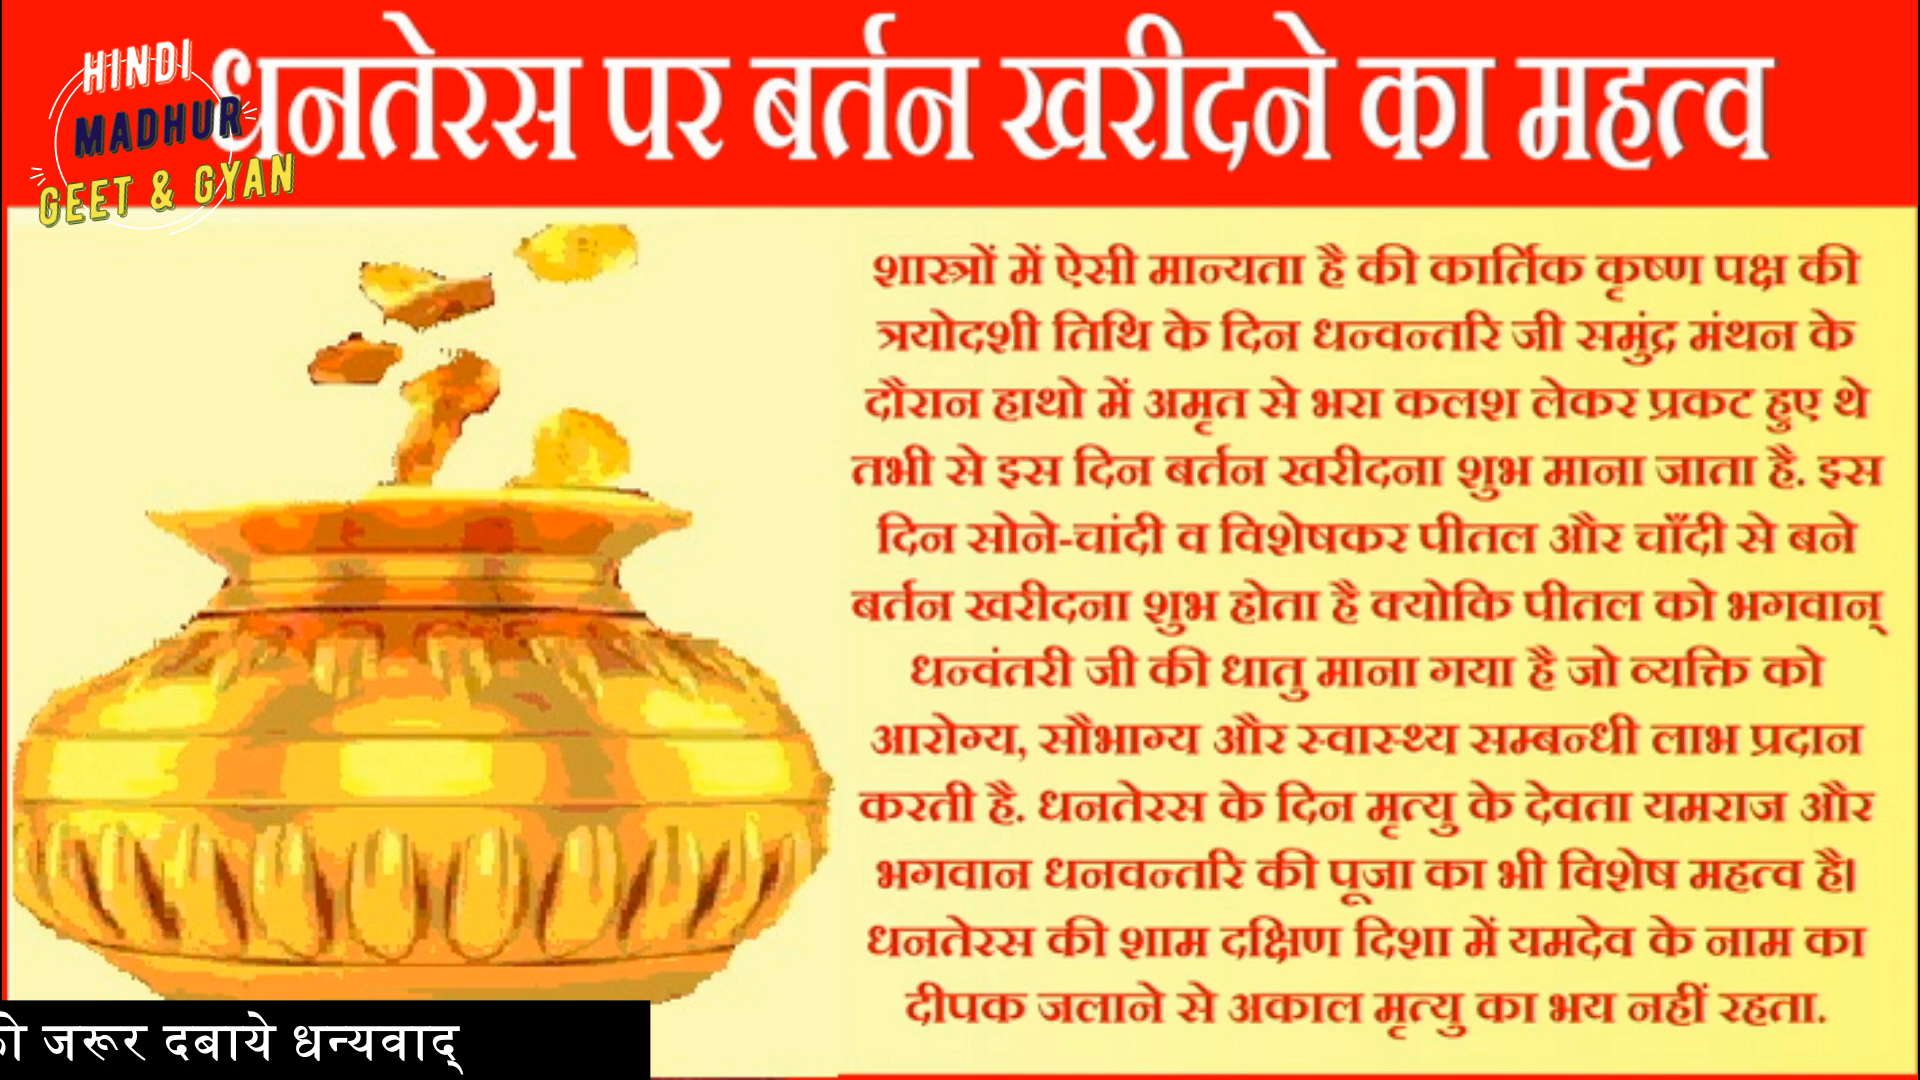 HINDI
MADHUR
GEET & GYAN
धनतेरस पर बर्तन खरीदने का महत्व
शास्त्रों में ऐसी मान्यता है की कार्तिक कृष्ण पक्ष की
त्रयोदशी तिथि के दिन धन्वन्तरि जी समुंद्र मंथन के
दौरान हाथो में अमृत से भरा कलश लेकर प्रकट हुए थे
तभी से इस दिन बर्तन खरीदना शुभ माना जाता है. इस
दिन सोने-चांदी व विशेषकर पीतल और चाँदी से बने
बर्तन खरीदना शुभ होता है क्योकि पीतल को भगवान्
धन्वंतरी जी की धातु माना गया है जो व्यक्ति को
आरोग्य, सौभाग्य और स्वास्थ्य सम्बन्धी लाभ प्रदान
करती है. धनतेरस के दिन मृत्यु के देवता यमराज और
भगवान धनवन्तरि की पूजा का भी विशेष महत्व है|
धनतेरस की शाम दक्षिण दिशा में यमदेव के नाम का
दीपक जलाने से अकाल मृत्यु का भय नहीं रहता.
जरूर दबाये धन्यवाद्